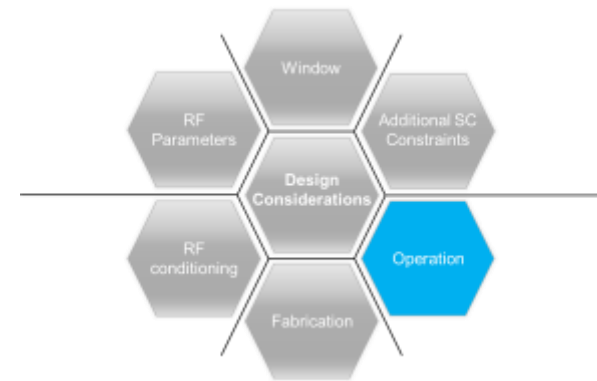 Window
RF
Parameters
Additional SC
Constraints
Design
Considerations
RF
conditioning
Operation
Fabrication